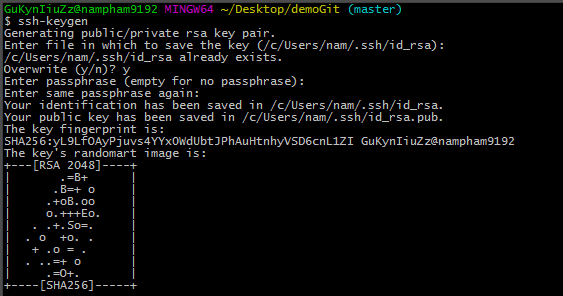 GuKynIiuZz@nampham9192 MINGW64 ~/Desktop/demoGit (master)
$ ssh-keygen
Generating public/private rsa key pair.
Enter file in which to save the key (/c/Users/nam/.ssh/id_rsa):
/c/Users/nam/.ssh/id_rsa already exists.
Overwrite (y/n)? y
Enter passphrase (empty for no passphrase):
Enter same passphrase again:
Your identification has been saved in /c/Users/nam/.ssh/id_rsa.
Your public key has been saved in /c/Users/nam/.ssh/id_rsa.pub.
The key fingerprint is:
SHA256:yL9LfOAyPjuvs4YYxOWdUbtJPhAuHtnhyVSD6cnL1ZI GuKynIiuZz@nampham9192
The key's randomart image is:
+---[RSA 2048]----+
|       .=B+      |
|      .B=+ o     |
|     .+oB.oo     |
|     o.+++Eo.    |
|   . .+.So=.     |
|  . o  +o. .     |
|   + .o = .      |
|  . ..=+ o       |
|     .=O+.       |
+----[SHA256]-----+